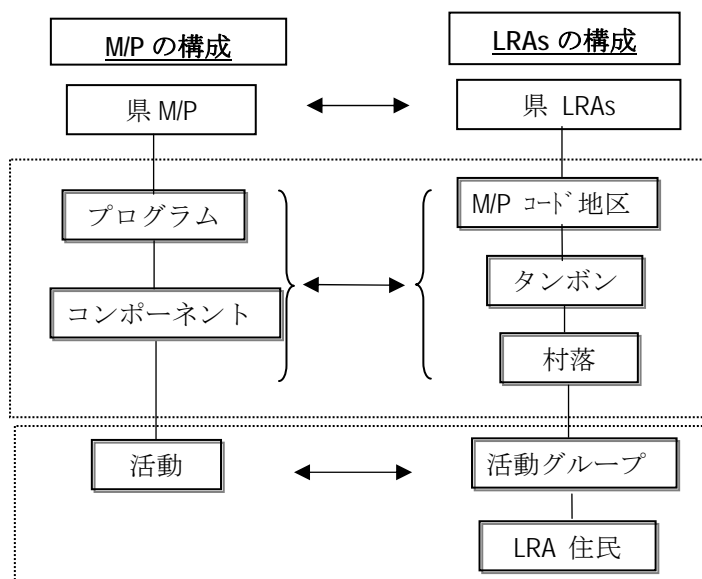 M/P の構成
LRAs の構成
県 M/P
県 LRAs
プログラム
M/P ｺｰﾄﾞ地区
タンボン
コンポーネント
村落
活動
活動グループ
LRA 住民